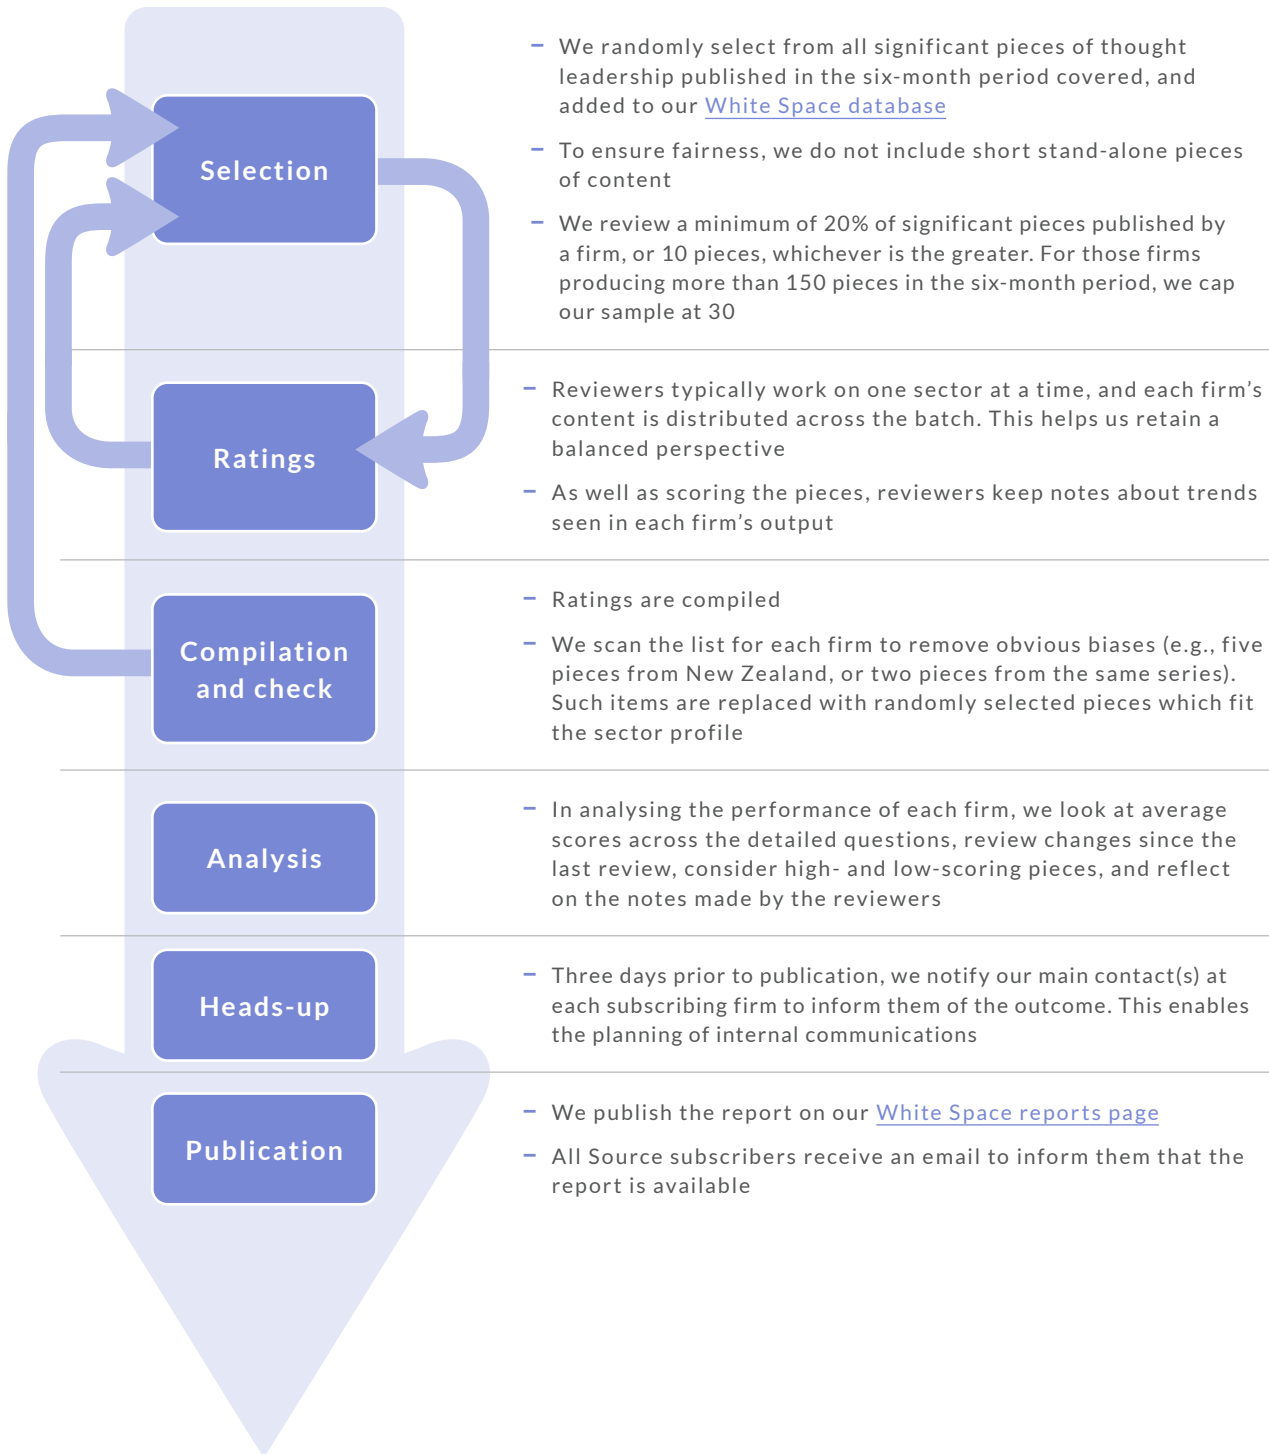 – We randomly select from all significant pieces of thought
leadership published in the six-month period covered, and
added to our White Space database
– To ensure fairness, we do not include short stand-alone pieces
of content
– We review a minimum of 20% of significant pieces published by
a firm, or 10 pieces, whichever is the greater. For those firms
producing more than 150 pieces in the six-month period, we cap
our sample at 30
Selection
– Reviewers typically work on one sector at a time, and each firm’s
content is distributed across the batch. This helps us retain a
balanced perspective
– As well as scoring the pieces, reviewers keep notes about trends
seen in each firm’s output
Ratings
– Ratings are compiled
– We scan the list for each firm to remove obvious biases (e.g., five
pieces from New Zealand, or two pieces from the same series).
Such items are replaced with randomly selected pieces which fit
the sector profile
Compilation
and check
– In analysing the performance of each firm, we look at average
scores across the detailed questions, review changes since the
last review, consider high- and low-scoring pieces, and reflect
on the notes made by the reviewers
Analysis
– Three days prior to publication, we notify our main contact(s) at
each subscribing firm to inform them of the outcome. This enables
the planning of internal communications
Heads-up
– We publish the report on our White Space reports page
– All Source subscribers receive an email to inform them that the
report is available
Publication